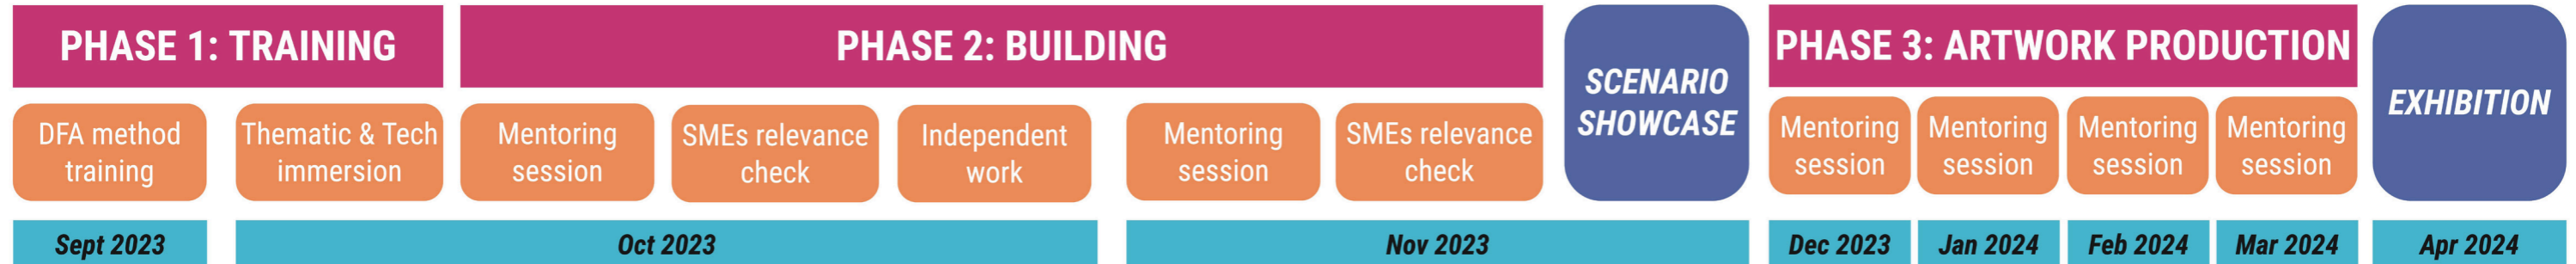 PHASE 1: TRAINING
PHASE 2: BUILDING
SCENARIO
SHOWCASE
PHASE 3: ARTWORK PRODUCTION
EXHIBITION
DFA method
training
Thematic & Tech
immersion
Mentoring
session
SMEs relevance
check
Independent
work
Mentoring
session
SMEs relevance
check
Mentoring
session
Mentoring
session
Mentoring
session
Mentoring
session
Sept 2023
Oct 2023
Nov 2023
Dec 2023
Jan 2024
Feb 2024
Mar 2024
Apr 2024